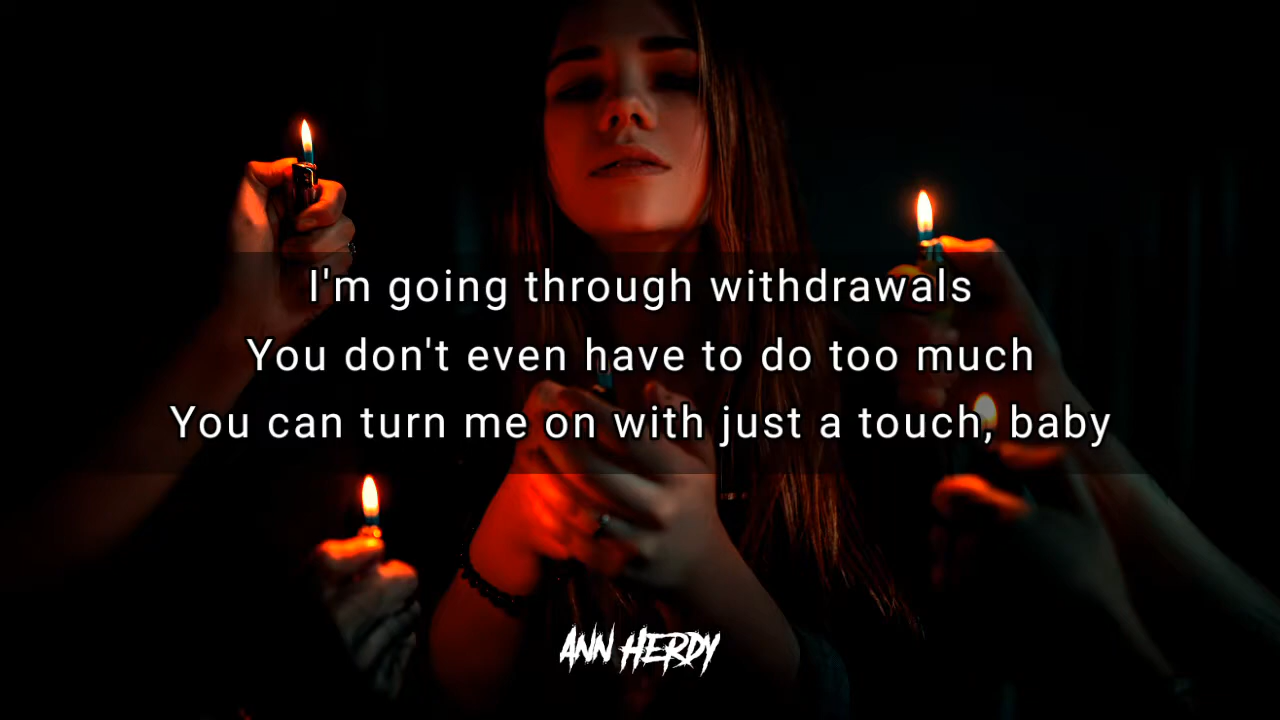 I'm going through withdrawals
You don't even have to do too much
You can turn me on with just a touch, baby
ANN HERDY